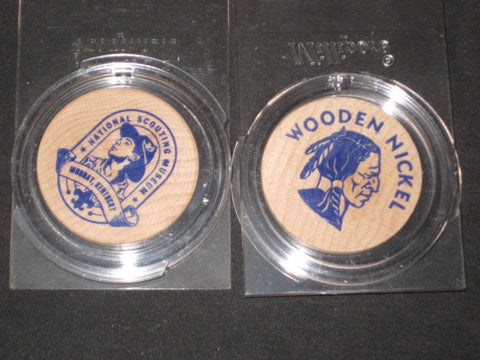 NATIONAL SCOUTING MUSEUM
MURRAY, KENTUCKY
WOODEN NICKEL